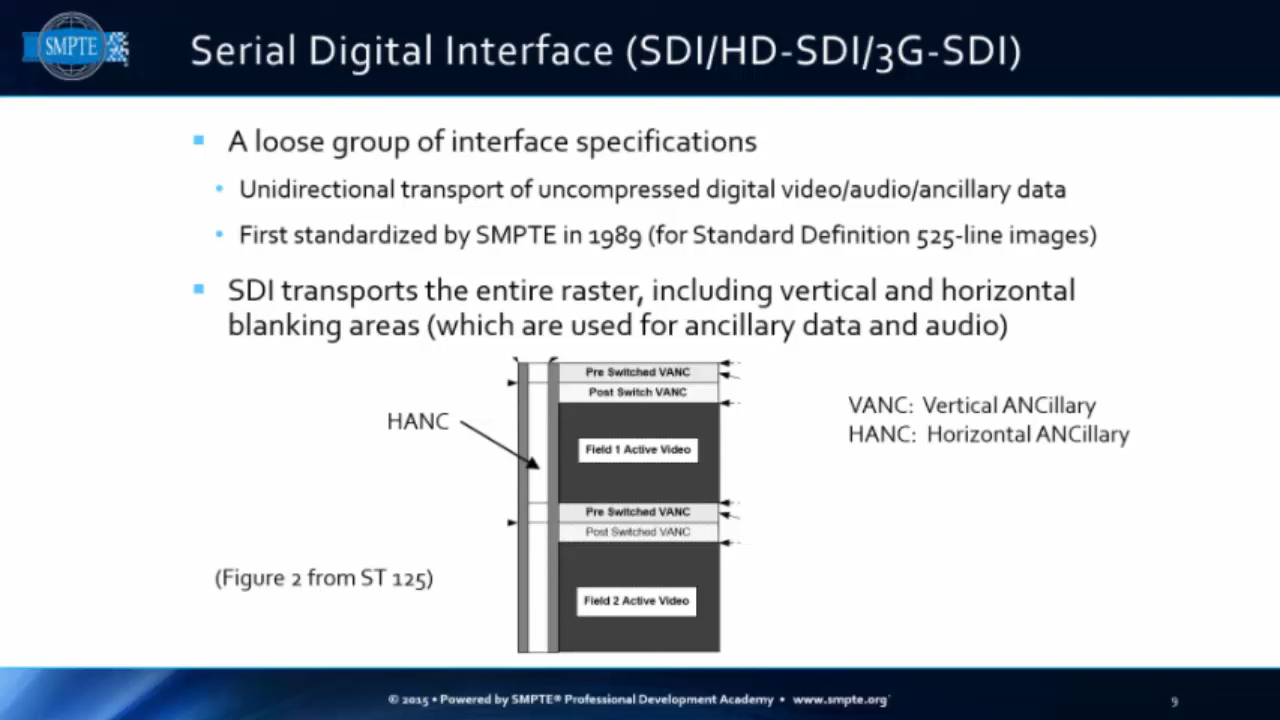 SMPTE
Serial Digital Interface (SDI/HD-SDI/3G-SDI)
A loose group of interface specifications
Unidirectional transport of uncompressed digital video/audio/ancillary data
First standardized by SMPTE in 1989 (for Standard Definition 525-line images)
SDI transports the entire raster, including vertical and horizontal
blanking areas (which are used for ancillary data and audio)
Pre Switched VANC
Post Switch VANC
HANC
Field 1 Active Video
VANC: Vertical ANCillary
HANC: Horizontal ANCillary
Pre Switched VANC
Post Switched VANC
(Figure 2 from ST 125)
Field 2 Active Video
© 2015 • Powered by SMPTE® Professional Development Academy • www.smpte.org
9